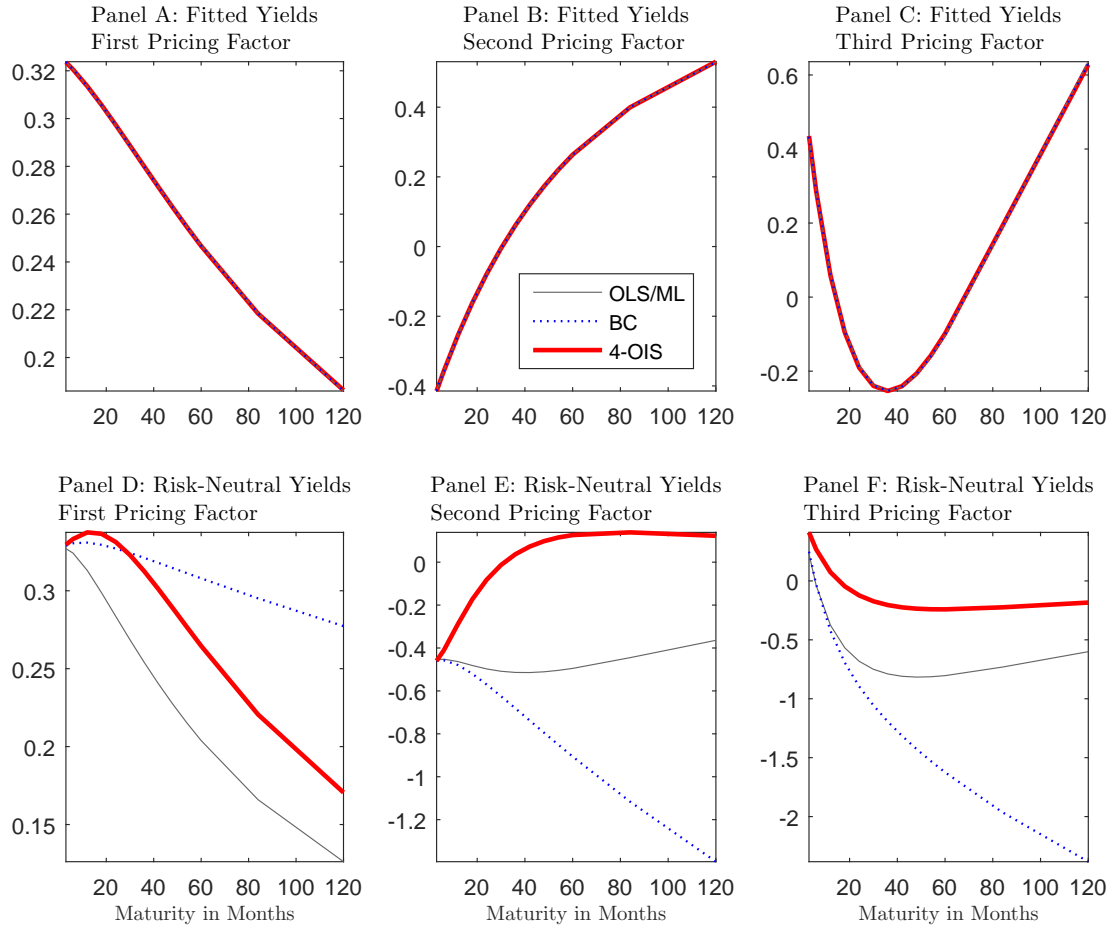 Panel A: Fitted Yields
First Pricing Factor
Panel B: Fitted Yields
Second Pricing Factor
Panel C: Fitted Yields
Third Pricing Factor
0.32
0.3
0.28
0.26
0.24
0.22
0.2
20 40 60 80 100 120
0.4
0.2
0
-0.2
-0.4
20 40 60 80 100 120
OLS/ML
BC
4-OIS
0.6
0.4
0.2
0
-0.2
20 40 60 80 100 120
Panel D: Risk-Neutral Yields
First Pricing Factor
Panel E: Risk-Neutral Yields
Second Pricing Factor
Panel F: Risk-Neutral Yields
Third Pricing Factor
0.3
0.25
0.2
0.15
20 40 60 80 100 120
Maturity in Months
0
-0.2
-0.4
-0.6
-0.8
-1
-1.2
20 40 60 80 100 120
Maturity in Months
0
-0.5
-1
-1.5
-2
20 40 60 80 100 120
Maturity in Months